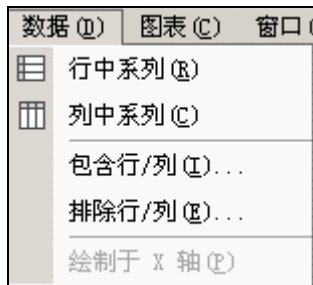 数据(D) 图表(C) 窗口(
行中系列(R)
列中系列(C)
包含行/列(I)...
排除行/列(E)...
绘制于 X 轴(P)